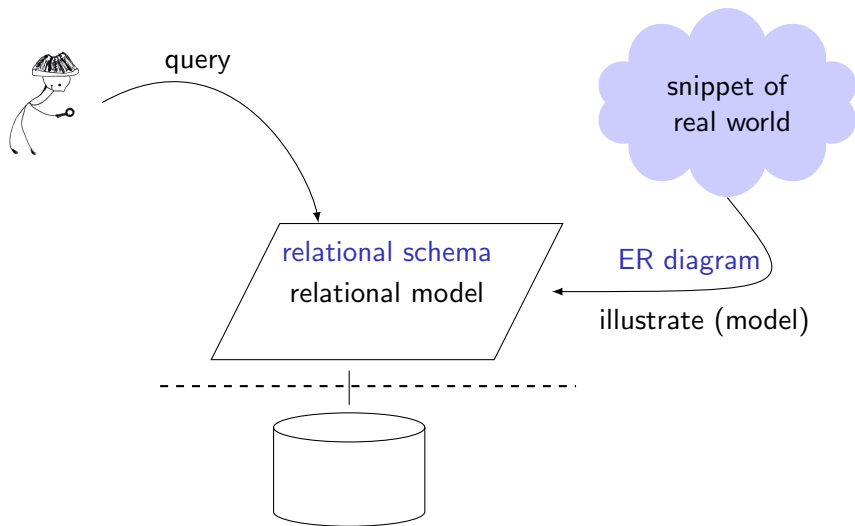 query
snippet of
real world
relational schema
relational model
ER diagram
illustrate (model)